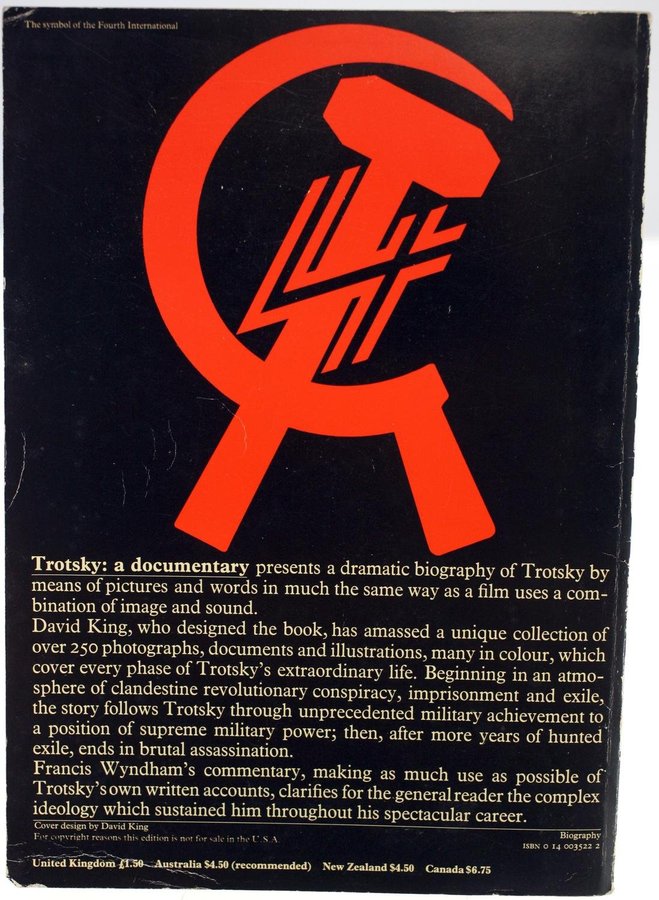 The symbol of the Fourth International
4
Trotsky: a documentary presents a dramatic biography of Trotsky by
means of pictures and words in much the same way as a film uses a com-
bination of image and sound.
David King, who designed the book, has amassed a unique collection of
over 250 photographs, documents and illustrations, many in colour, which
cover every phase of Trotsky's extraordinary life. Beginning in an atmo-
sphere of clandestine revolutionary conspiracy, imprisonment and exile,
the story follows Trotsky through unprecedented military achievement to
a position of supreme military power; then, after more years of hunted
exile, ends in brutal assassination.
Francis Wyndham's commentary, making as much use as possible of
Trotsky's own written accounts, clarifies for the general reader the complex
ideology which sustained him throughout his spectacular career.
Cover design by David King
For copyright reasons this edition is not for sale in the U.S.A.
Biography
ISBN 0 14 003522 2
United Kingdom £1.50 Australia $4.50 (recommended) New Zealand $4.50 Canada $6.75